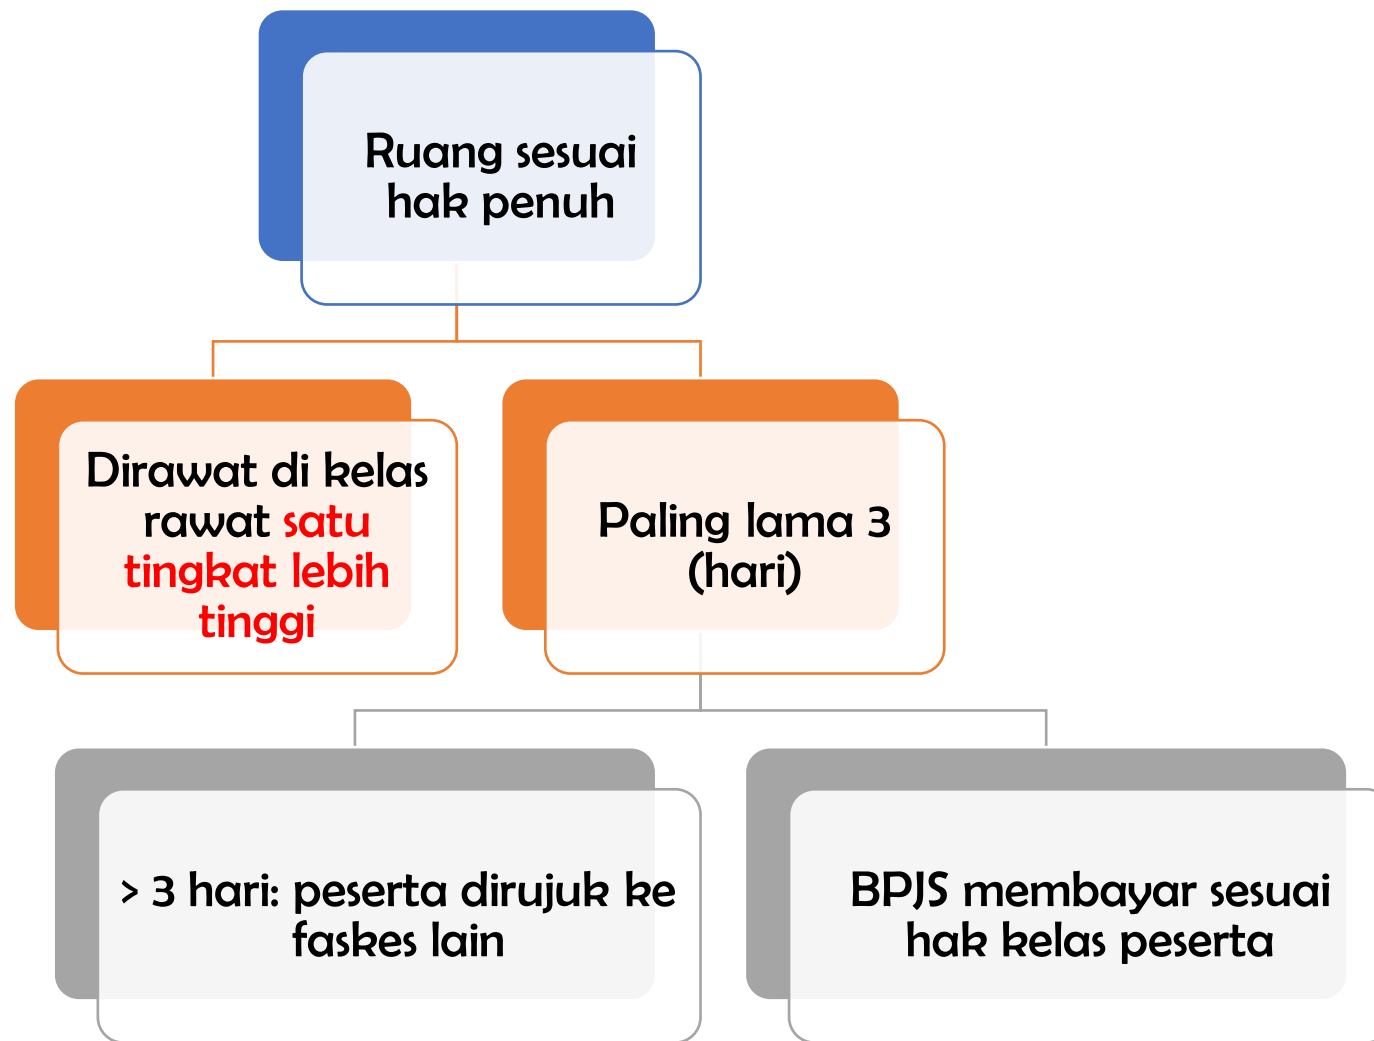 Ruang sesuai
hak penuh
Dirawat di kelas
rawat satu
tingkat lebih
tinggi
Paling lama 3
(hari)
> 3 hari: peserta dirujuk ke
faskes lain
BPJS membayar sesuai
hak kelas peserta